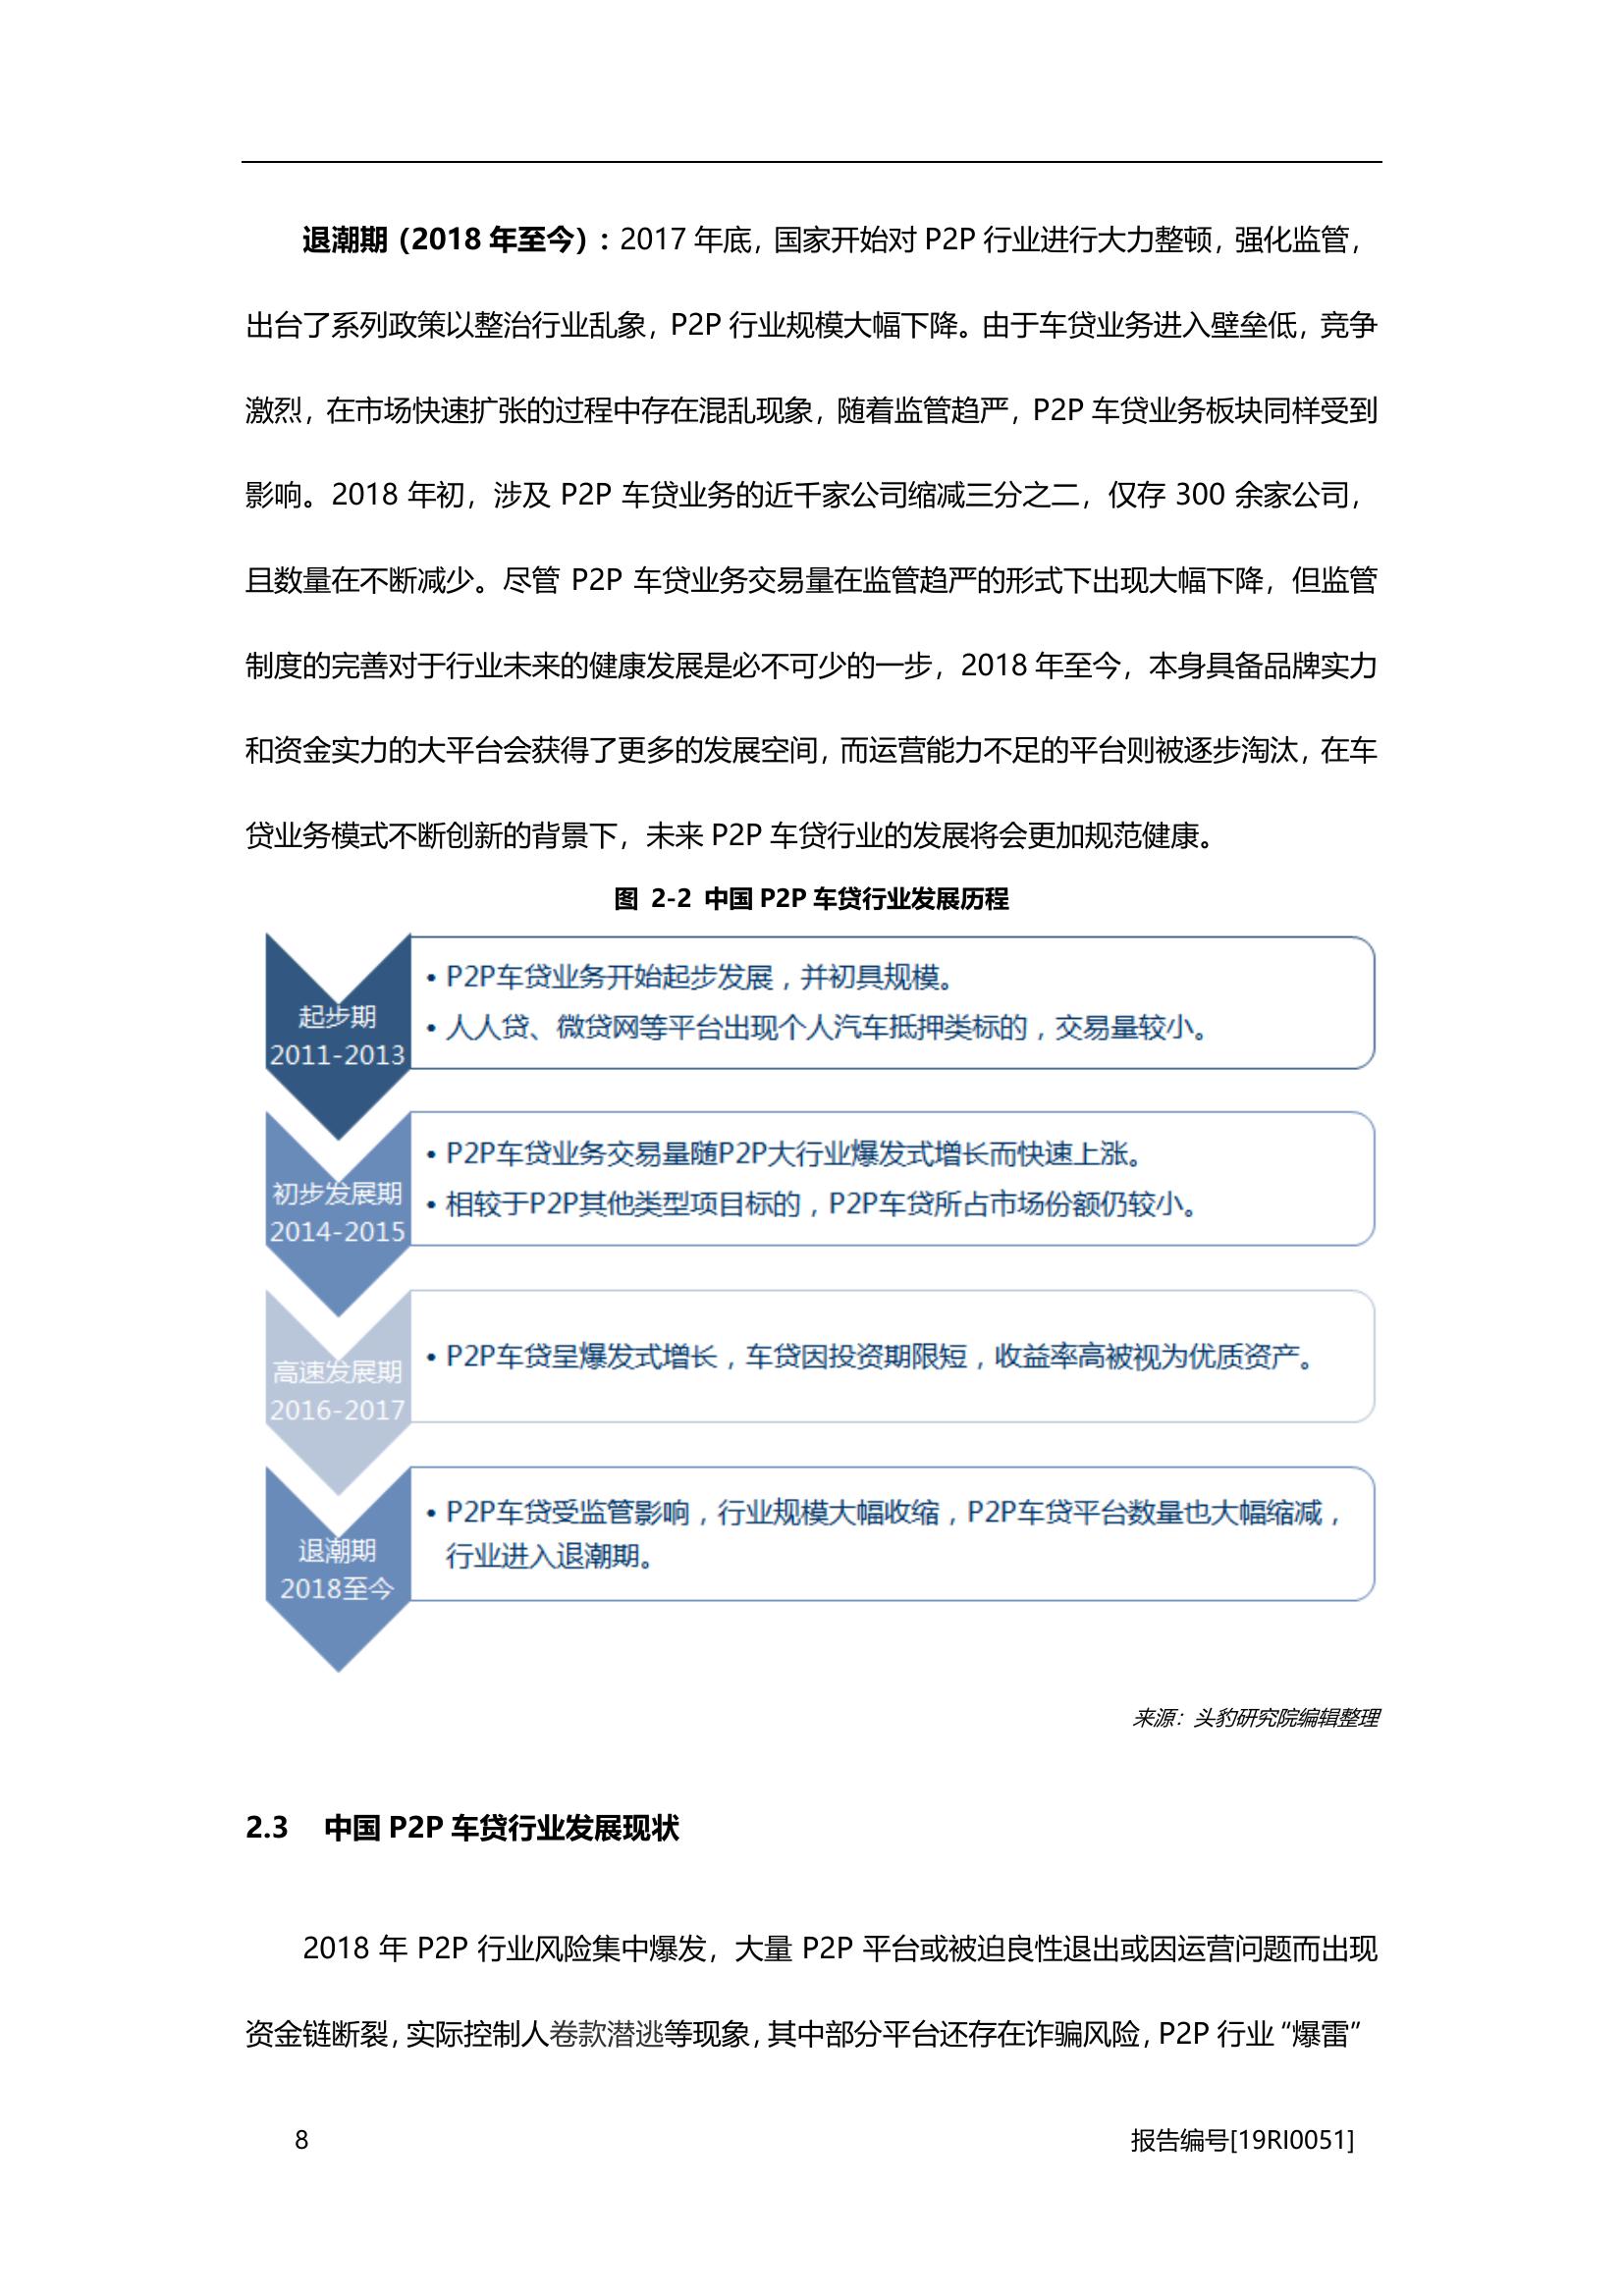 退潮期（2018 年至今）：2017 年底，国家开始对 P2P 行业进行大力整顿，强化监管，
出台了系列政策以整治行业乱象，P2P 行业规模大幅下降。由于车贷业务进入壁垒低，竞争
激烈，在市场快速扩张的过程中存在混乱现象，随着监管趋严，P2P 车贷业务板块同样受到
影响。2018 年初，涉及 P2P 车贷业务的近千家公司缩减三分之二，仅存 300 余家公司，
且数量在不断减少。尽管 P2P 车贷业务交易量在监管趋严的形式下出现大幅下降，但监管
制度的完善对于行业未来的健康发展是必不可少的一步，2018 年至今，本身具备品牌实力
和资金实力的大平台会获得了更多的发展空间，而运营能力不足的平台则被逐步淘汰，在车
贷业务模式不断创新的背景下，未来 P2P 车贷行业的发展将会更加规范健康。
图 2-2 中国 P2P 车贷行业发展历程
起步期
2011-2013
• P2P车贷业务开始起步发展，并初具规模。
• 人人贷、微贷网等平台出现个人汽车抵押类标的，交易量较小。
初步发展期
2014-2015
• P2P车贷业务交易量随P2P大行业爆发式增长而快速上涨。
• 相较于P2P其他类型项目标的，P2P车贷所占市场份额仍较小。
高速发展期
2016-2017
• P2P车贷呈爆发式增长，车贷因投资期限短，收益率高被视为优质资产。
退潮期
2018至今
• P2P车贷受监管影响，行业规模大幅收缩，P2P车贷平台数量也大幅缩减，
行业进入退潮期。
来源：头豹研究院编辑整理
2.3 中国 P2P 车贷行业发展现状
2018 年 P2P 行业风险集中爆发，大量 P2P 平台或被迫良性退出或因运营问题而出现
资金链断裂，实际控制人卷款潜逃等现象，其中部分平台还存在诈骗风险，P2P 行业“爆雷”
8
报告编号[19RI0051]